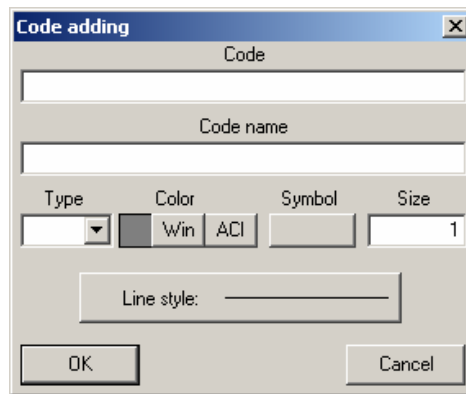 Code adding
Code
Code name
Type Color Symbol Size
Win ACI 1
Line style:
OK Cancel